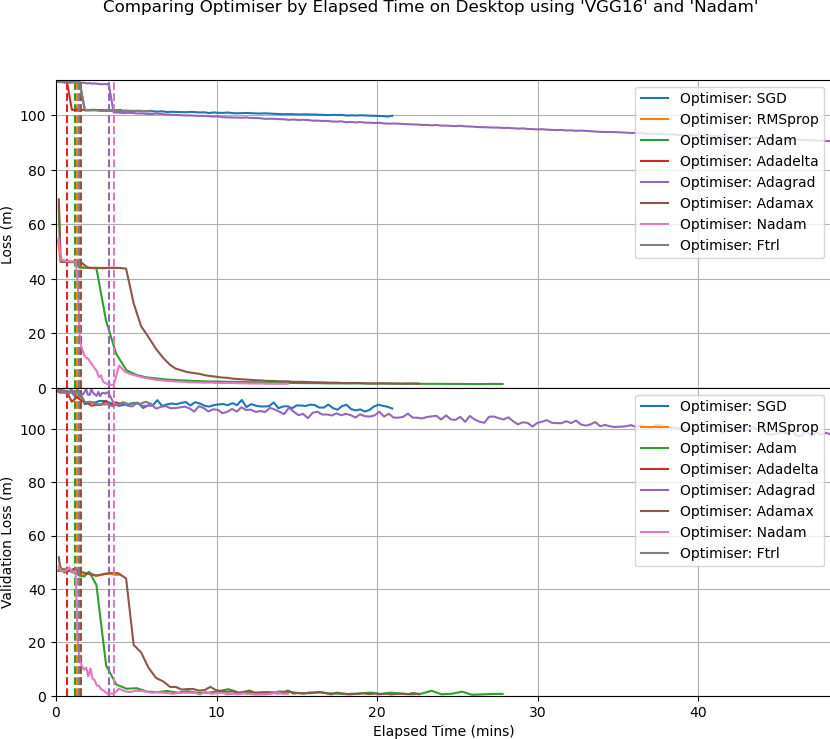 Comparing Optimiser by Elapsed Time on Desktop using 'VGG16' and 'Nadam'
Loss (m)
100
80
60
40
20
0
Optimiser: SGD
Optimiser: RMSprop
Optimiser: Adam
Optimiser: Adadelta
Optimiser: Adagrad
Optimiser: Adamax
Optimiser: Nadam
Optimiser: Ftrl
Validation Loss (m)
100
80
60
40
20
0
Optimiser: SGD
Optimiser: RMSprop
Optimiser: Adam
Optimiser: Adadelta
Optimiser: Adagrad
Optimiser: Adamax
Optimiser: Nadam
Optimiser: Ftrl
0 10 20 30 40
Elapsed Time (mins)